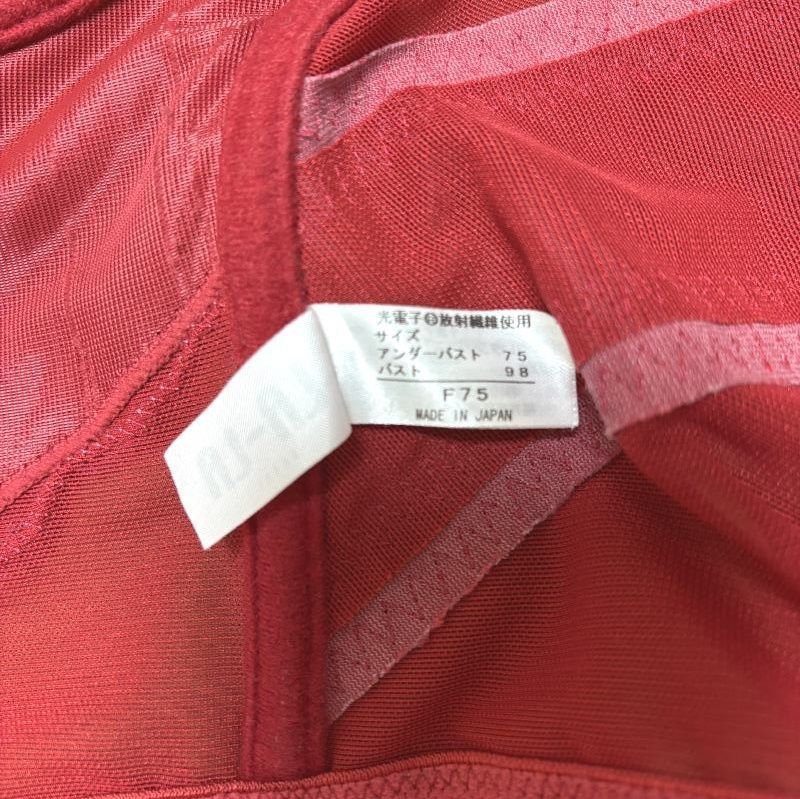 光電子®放射繊維使用
サイズ
アンダーバスト 75
バスト 98
F75
MADE IN JAPAN